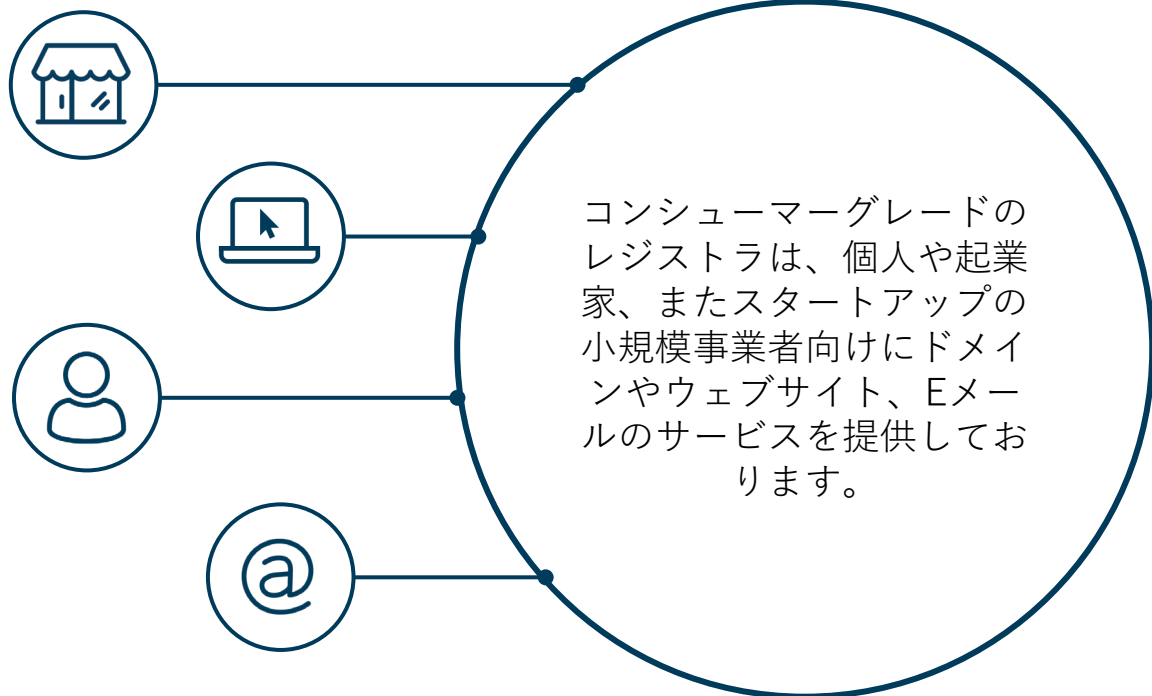 コンシューマーグレードの
レジストラは、個人や起業
家、またスタートアップの
小規模事業者向けにドメイ
ンやウェブサイト、Eメー
ルのサービスを提供してお
ります。
@